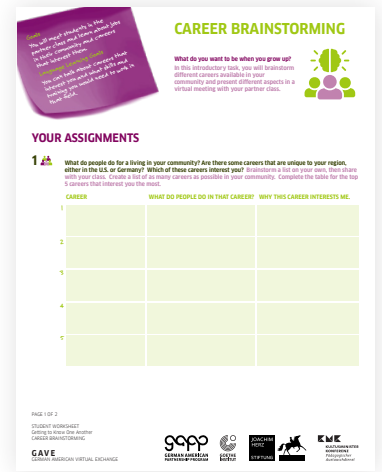 Goals
You will meet students in the
partner class and learn about jobs
in their community and careers
that interest them.
Language Learning Goals
You can talk about careers that
interest you and what skills and
training you would need to work in
that field.
CAREER BRAINSTORMING
What do you want to be when you grow up?
In this introductory task, you will brainstorm
different careers available in your
community and present different aspects in a
virtual meeting with your partner class.
YOUR ASSIGNMENTS
1
What do people do for a living in your community? Are there some careers that are unique to your region,
either in the U.S. or Germany? Which of these careers interest you? Brainstorm a list on your own, then share
with your class. Create a list of as many careers as possible in your community. Complete the table for the top
5 careers that interest you the most.
CAREER WHAT DO PEOPLE DO IN THAT CAREER? WHY THIS CAREER INTERESTS ME.
1
2
3
4
5
PAGE 1 OF 2
STUDENT WORKSHEET
Getting to Know One Another
CAREER BRAINSTORMING
GAVE
GERMAN AMERICAN VIRTUAL EXCHANGE
gapp
GERMAN AMERICAN
PARTNERSHIP PROGRAM
GOETHE
INSTITUT
JOACHIM
HERZ
STIFTUNG
KMK
KULTUSMINISTER
KONFERENZ
Pädagogischer
Austauschdienst